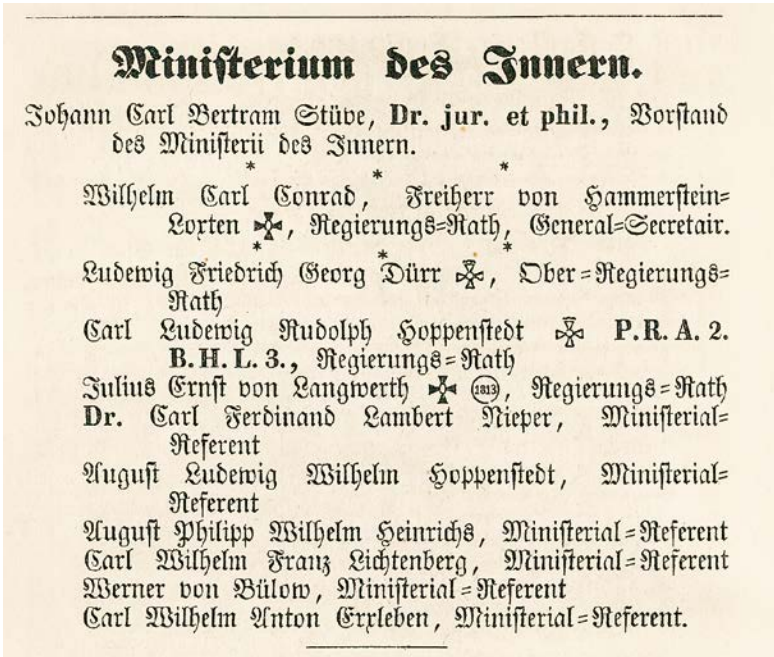 Ministerium des Innern.
Johann Carl Bertram Stüve, Dr. jur. et phil., Vorstand
des Ministerii des Innern.
* * *
Wilhelm Carl Conrad, Freiherr von Hammerstein=
Loxten ✠, Regierungs=Rath, General=Secretair.
* * *
Ludewig Friedrich Georg Dürr ✠, Ober=Regierungs=
Rath
Carl Ludewig Rudolph Hoppenstedt ✠ P. R. A. 2.
B. H. L. 3., Regierungs=Rath
Julius Ernst von Langwerth ✠ 1813, Regierungs=Rath
Dr. Carl Ferdinand Lambert Nieper, Ministerial=
Referent
August Ludewig Wilhelm Hoppenstedt, Ministerial=
Referent
August Philipp Wilhelm Heinrichs, Ministerial=Referent
Carl Wilhelm Franz Lichtenberg, Ministerial=Referent
Werner von Bülow, Ministerial=Referent
Carl Wilhelm Anton Erxleben, Ministerial=Referent.